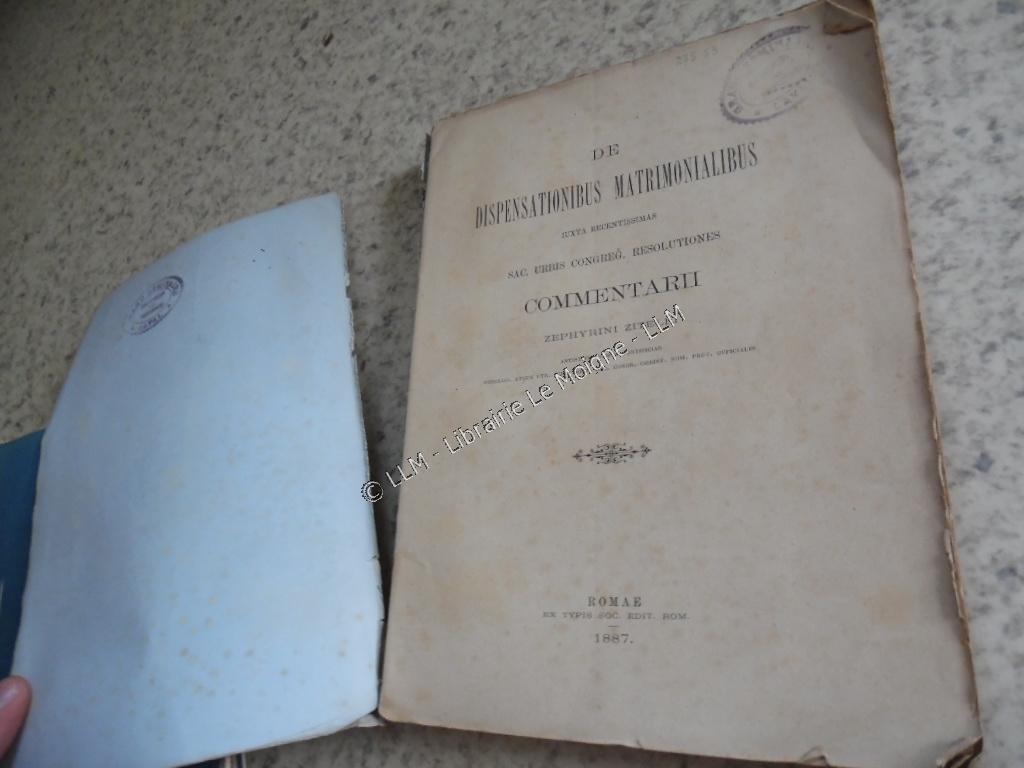 DE
DISPENSATIONIBUS MATRIMONIALIBUS
IUXTA RECENTISSIMAS
SAC. URBIS CONGREG. RESOLUTIONES
COMMENTARII
ZEPHYRINI
© LLM - Librairie Le Moigne - LLM
ROMAE
EX TYPIS SOC. EDIT. ROM.
1887.